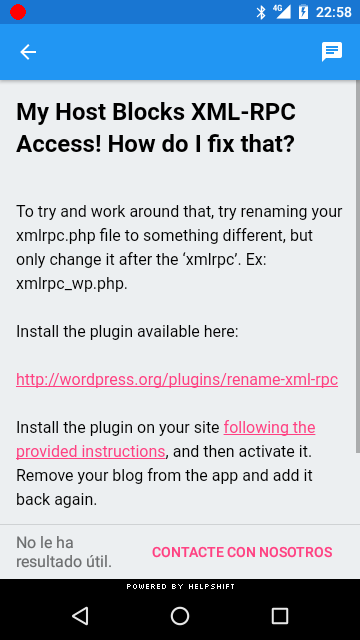 4G 22:58
My Host Blocks XML-RPC
Access! How do I fix that?
To try and work around that, try renaming your
xmlrpc.php file to something different, but
only change it after the ‘xmlrpc’. Ex:
xmlrpc_wp.php.
Install the plugin available here:
http://wordpress.org/plugins/rename-xml-rpc
Install the plugin on your site following the
provided instructions, and then activate it.
Remove your blog from the app and add it
back again.
No le ha
resultado útil.
CONTACTE CON NOSOTROS
POWERED BY HELPSHIFT